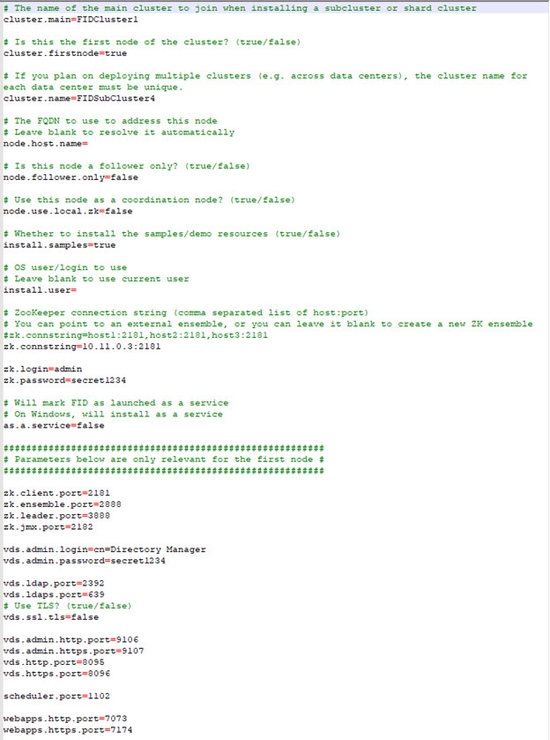 # The name of the main cluster to join when installing a subcluster or shard cluster
cluster.main=FIDCluster1
# Is this the first node of the cluster? (true/false)
cluster.firstnode=true
# If you plan on deploying multiple clusters (e.g. across data centers), the cluster name for
each data center must be unique.
cluster.name=FIDSubCluster4
# The FQDN to use to address this node
# Leave blank to resolve it automatically
node.host.name=
# Is this node a follower only? (true/false)
node.follower.only=false
# Use this node as a coordination node? (true/false)
node.use.local.zk=false
# Whether to install the samples/demo resources (true/false)
install.samples=true
# OS user/login to use
# Leave blank to use current user
install.user=
# ZooKeeper connection string (comma separated list of host:port)
# You can point to an external ensemble, or you can leave it blank to create a new ZK ensemble
#zk.connstring=host1:2181,host2:2181,host3:2181
zk.connstring=10.11.0.3:2181
zk.login=admin
zk.password=secret1234
# Will mark FID as launched as a service
# On Windows, will install as a service
as.a.service=false
##########################################################
# Parameters below are only relevant for the first node #
##########################################################
zk.client.port=2181
zk.ensemble.port=2888
zk.leader.port=3888
zk.jmx.port=2182
vds.admin.login=cn=Directory Manager
vds.admin.password=secret1234
vds.ldap.port=2392
vds.ldaps.port=639
# Use TLS? (true/false)
vds.ssl.tls=false
vds.admin.http.port=9106
vds.admin.https.port=9107
vds.http.port=8095
vds.https.port=8096
scheduler.port=1102
webapps.http.port=7073
webapps.https.port=7174